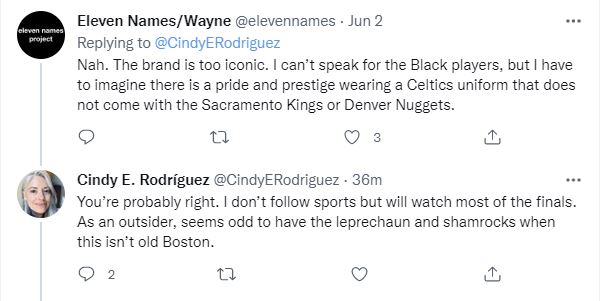 eleven names
project
Eleven Names/Wayne @elevennames · Jun 2
Replying to @CindyERodriguez
Nah. The brand is too iconic. I can’t speak for the Black players, but I have
to imagine there is a pride and prestige wearing a Celtics uniform that does
not come with the Sacramento Kings or Denver Nuggets.
3
Cindy E. Rodríguez @CindyERodriguez · 36m
You’re probably right. I don’t follow sports but will watch most of the finals.
As an outsider, seems odd to have the leprechaun and shamrocks when
this isn’t old Boston.
2